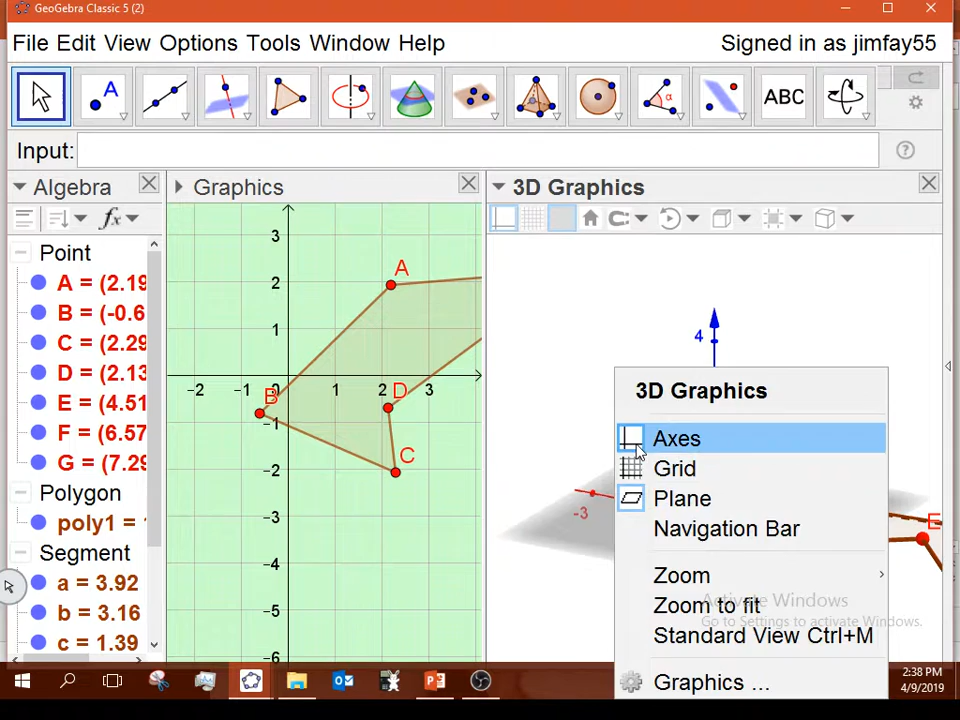 GeoGebra Classic 5 (2)
File Edit View Options Tools Window Help
Signed in as jimfay55
A
α
ABC
Input:
?
Algebra
Graphics
3D Graphics
fx
Point
A = (2.19
B = (-0.6
C = (2.29
D = (2.13
E = (4.51
F = (6.57
G = (7.29
Polygon
poly1 =
Segment
a = 3.92
b = 3.16
c = 1.39
3
2
1
0
-1
-2
-3
-4
-5
-6
-2
-1
1
2
3
A
B
D
C
4
-3
E
3D Graphics
Axes
Grid
Plane
Navigation Bar
Zoom
Zoom to fit
Standard View Ctrl+M
Graphics ...
Activate Windows
Go to Settings to activate Windows.
2:38 PM
4/9/2019